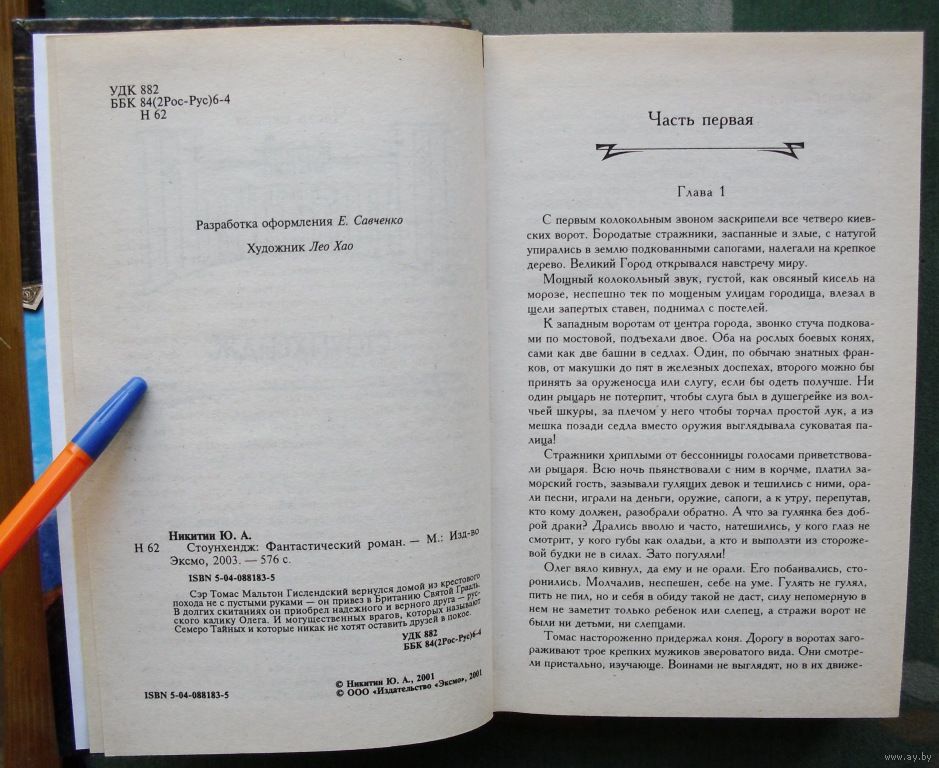 УДК 882
ББК 84(2Рос-Рус)6-4
Н 62
Разработка оформления Е. Савченко
Художник Лео Хао
Никитин Ю. А.
Н 62 Стоунхендж: Фантастический роман. — М.: Изд-во
Эксмо, 2003. — 576 с.
ISBN 5-04-088183-5
Сэр Томас Мальтон Гислендский вернулся домой из крестового
похода не с пустыми руками — он привез в Британию Святой Грааль.
В долгих скитаниях он приобрел надежного и верного друга — рус-
ского калику Олега. И могущественных врагов, которых называют
Семеро Тайных и которые никак не хотят оставить друзей в покое.
УДК 882
ББК 84(2Рос-Рус)6-4
© Никитин Ю. А., 2001
ISBN 5-04-088183-5 © ООО «Издательство «Эксмо», 2001
Часть первая
Глава 1
С первым колокольным звоном заскрипели все четверо киев-
ских ворот. Бородатые стражники, заспанные и злые, с натугой
упирались в землю подкованными сапогами, налегали на крепкое
дерево. Великий Город открывался навстречу миру.
Мощный колокольный звук, густой, как овсяный кисель на
морозе, неспешно тек по мощеным улицам городища, влезал в
щели запертых ставен, поднимал с постелей.
К западным воротам от центра города, звонко стуча подкова-
ми по мостовой, подъехали двое. Оба на рослых боевых конях,
сами как две башни в седлах. Один, по обычаю знатных фран-
ков, от макушки до пят в железных доспехах, второго можно бы
принять за оруженосца или слугу, если бы одеть получше. Ни
один рыцарь не потерпит, чтобы слуга был в душегрейке из вол-
чьей шкуры, за плечом у него чтобы торчал простой лук, а из
мешка позади седла вместо оружия выглядывала суковатая па-
лица!
Стражники хриплыми от бессонницы голосами приветствова-
ли рыцаря. Всю ночь пьянствовали с ним в корчме, платил за-
морский гость, зазывали гулящих девок и тешились с ними, ора-
ли песни, играли на деньги, оружие, сапоги, а к утру, перепутав,
кто кому должен, разобрали обратно. А что за гулянка без доб-
рой драки? Дрались вволю и часто, натешились, у кого глаз не
смотрит, у кого губы как оладьи, а кто и выползти из сторожев-
ой будки не в силах. Зато погуляли!
Олег вяло кивнул, да ему и не орали. Его побаивались, сто-
ронились. Молчалив, неспешен, себе на уме. Гулять не гулял,
пить не пил, но и себя в обиду такой не даст, силу непомерную в
нем не заметит только ребенок или слепец, а стражи ворот не
были ни детьми, ни слепцами.
Томас настороженно придержал коня. Дорогу в воротах заго-
раживают трое крепких мужиков звероватого вида. Они смотре-
ли пристально, изучающе. Воинами не выглядят, но в их движе-
www.ay.by